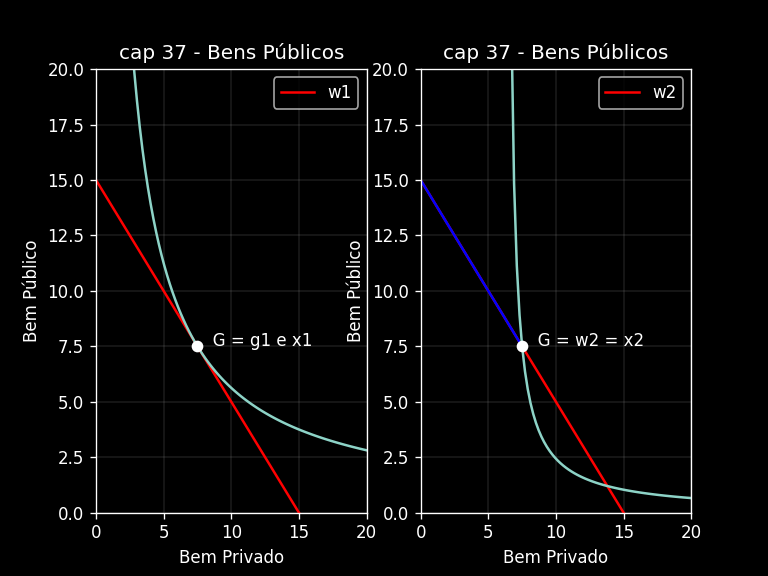 cap 37 - Bens Públicos
w1
20.0
17.5
15.0
12.5
10.0
7.5
5.0
2.5
0.0
Bem Público
G = g1 e x1
0 5 10 15 20
Bem Privado
cap 37 - Bens Públicos
w2
20.0
17.5
15.0
12.5
10.0
7.5
5.0
2.5
0.0
Bem Público
G = w2 = x2
0 5 10 15 20
Bem Privado